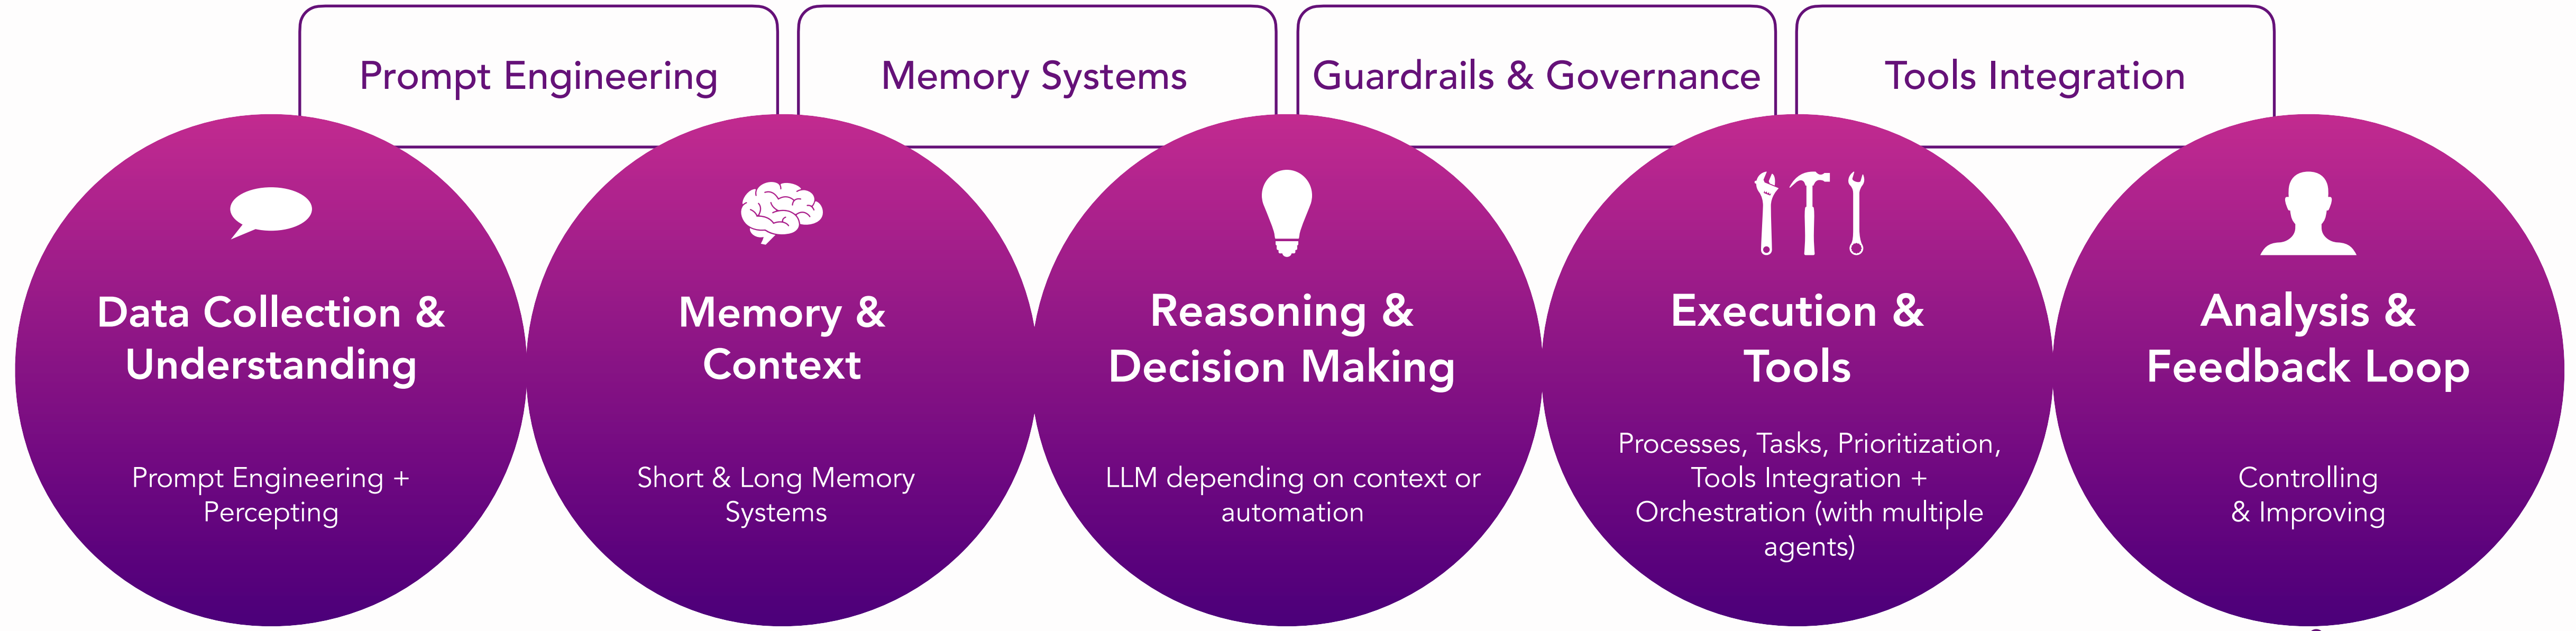 Prompt Engineering
Memory Systems
Guardrails & Governance
Tools Integration
Data Collection &
Understanding
Prompt Engineering +
Percepting
Memory &
Context
Short & Long Memory
Systems
Reasoning &
Decision Making
LLM depending on context or
automation
Execution &
Tools
Processes, Tasks, Prioritization,
Tools Integration +
Orchestration (with multiple
agents)
Analysis &
Feedback Loop
Controlling
& Improving